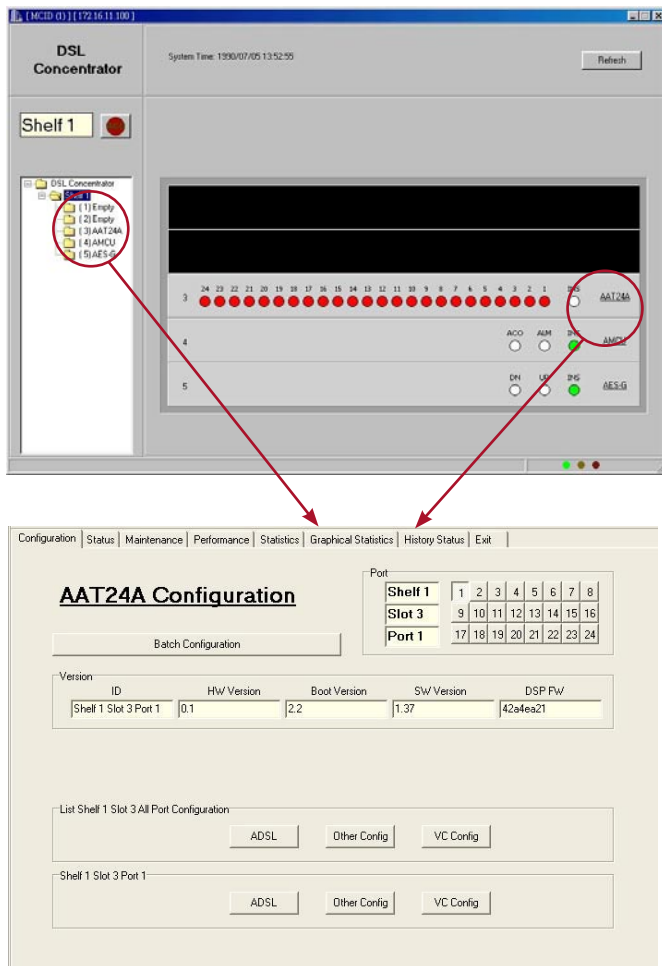 [ MCID (1) ] [ 172.16.11.100 ]
DSL
Concentrator
System Time: 1990/07/05 13:52:55
Refresh
Shelf 1
DSL Concentrator
Shelf 1
( 1) Empty
( 2) Empty
( 3) AAT24A
( 4) AMCU
( 5) AES-G
24 23 22 21 20 19 18 17 16 15 14 13 12 11 10 9 8 7 6 5 4 3 2 1 INS
3 AAT24A
ACO ALM INS
4 AMCU
DN UP INS
5 AES-G
Configuration Status Maintenance Performance Statistics Graphical Statistics History Status Exit
AAT24A Configuration
Batch Configuration
Port
Shelf 1 1 2 3 4 5 6 7 8
Slot 3 9 10 11 12 13 14 15 16
Port 1 17 18 19 20 21 22 23 24
Version
ID HW Version Boot Version SW Version DSP FW
Shelf 1 Slot 3 Port 1 0.1 2.2 1.37 42a4ea21
List Shelf 1 Slot 3 All Port Configuration
ADSL Other Config VC Config
Shelf 1 Slot 3 Port 1
ADSL Other Config VC Config